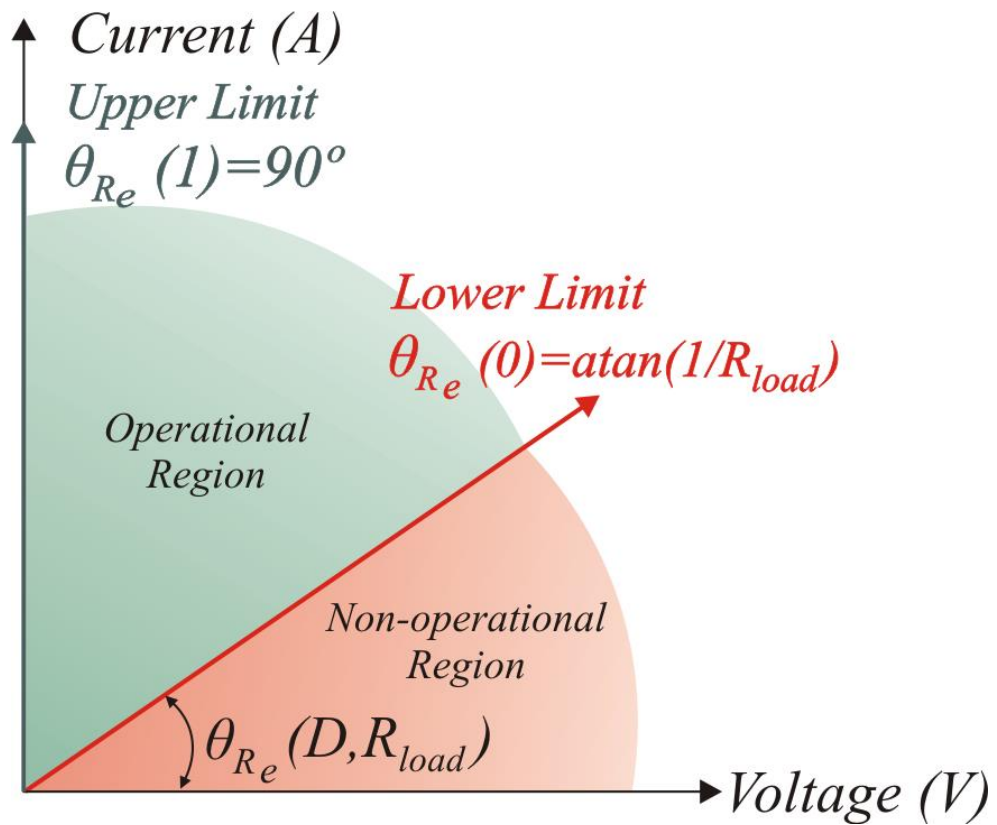 Current (A)
Upper Limit
θRe (1)=90º
Lower Limit
θRe (0)=atan(1/Rload)
Operational
Region
Non-operational
Region
θRe (D,Rload)
Voltage (V)